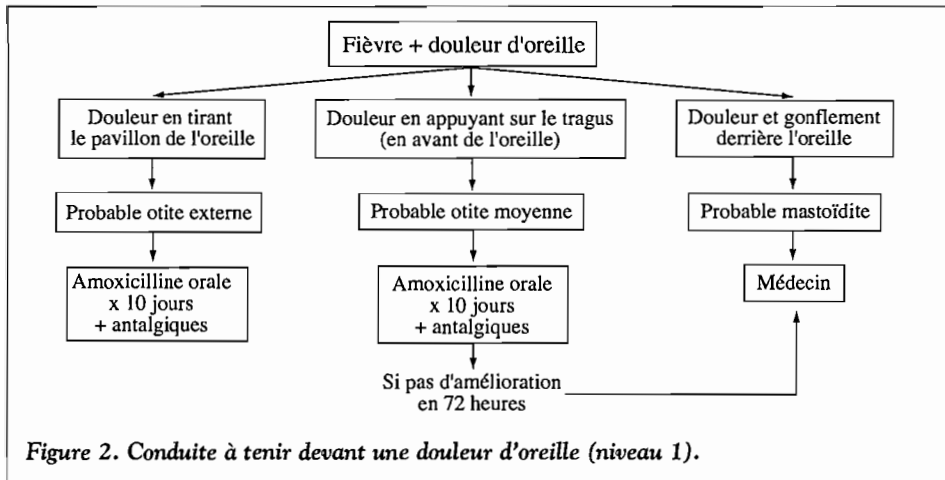 Fièvre + douleur d'oreille
Douleur en tirant
le pavillon de l'oreille
Douleur en appuyant sur le tragus
(en avant de l'oreille)
Douleur et gonflement
derrière l'oreille
Probable otite externe
Probable otite moyenne
Probable mastoïdite
Amoxicilline orale
x 10 jours
+ antalgiques
Amoxicilline orale
x 10 jours
+ antalgiques
Médecin
Si pas d'amélioration
en 72 heures
Figure 2. Conduite à tenir devant une douleur d'oreille (niveau 1).